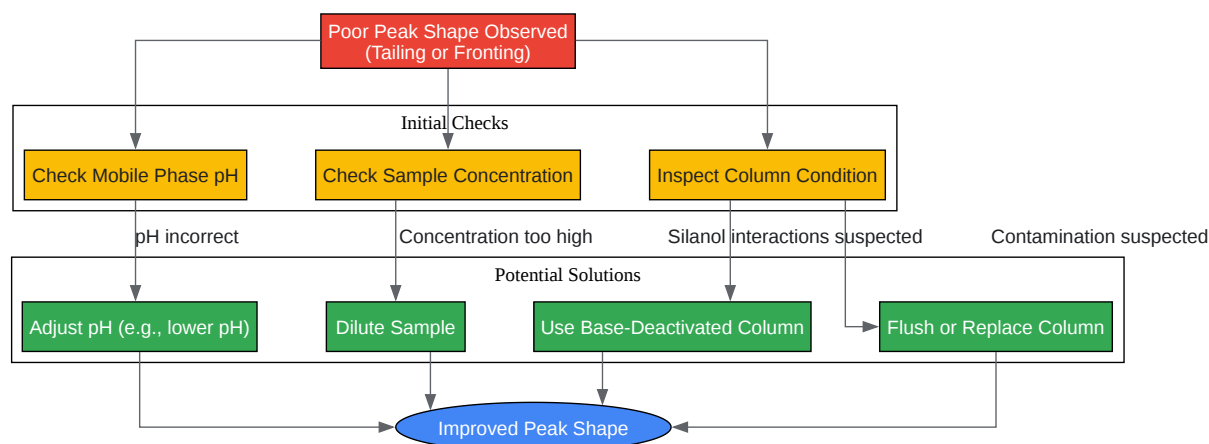 Poor Peak Shape Observed
(Tailing or Fronting)
Initial Checks
Check Mobile Phase pH
Check Sample Concentration
Inspect Column Condition
pH incorrect
Concentration too high
Silanol interactions suspected
Contamination suspected
Potential Solutions
Adjust pH (e.g., lower pH)
Dilute Sample
Use Base-Deactivated Column
Flush or Replace Column
Improved Peak Shape